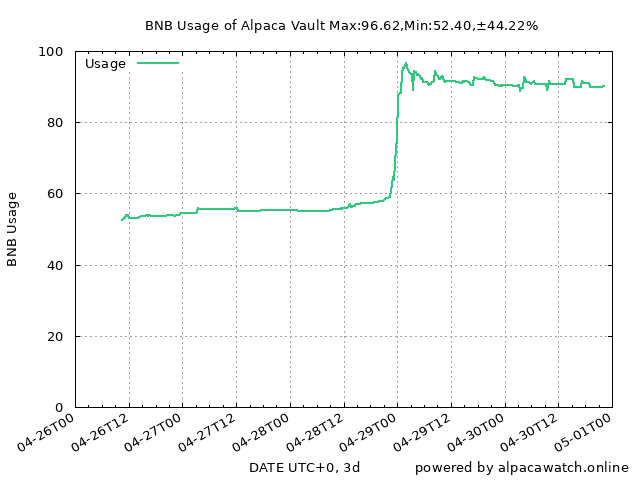 BNB Usage of Alpaca Vault Max:96.62,Min:52.40,±44.22%
Usage
100
80
60
40
20
0
BNB Usage
04-26T00
04-26T12
04-27T00
04-27T12
04-28T00
04-28T12
04-29T00
04-29T12
04-30T00
04-30T12
05-01T00
DATE UTC+0, 3d
powered by alpacawatch.online